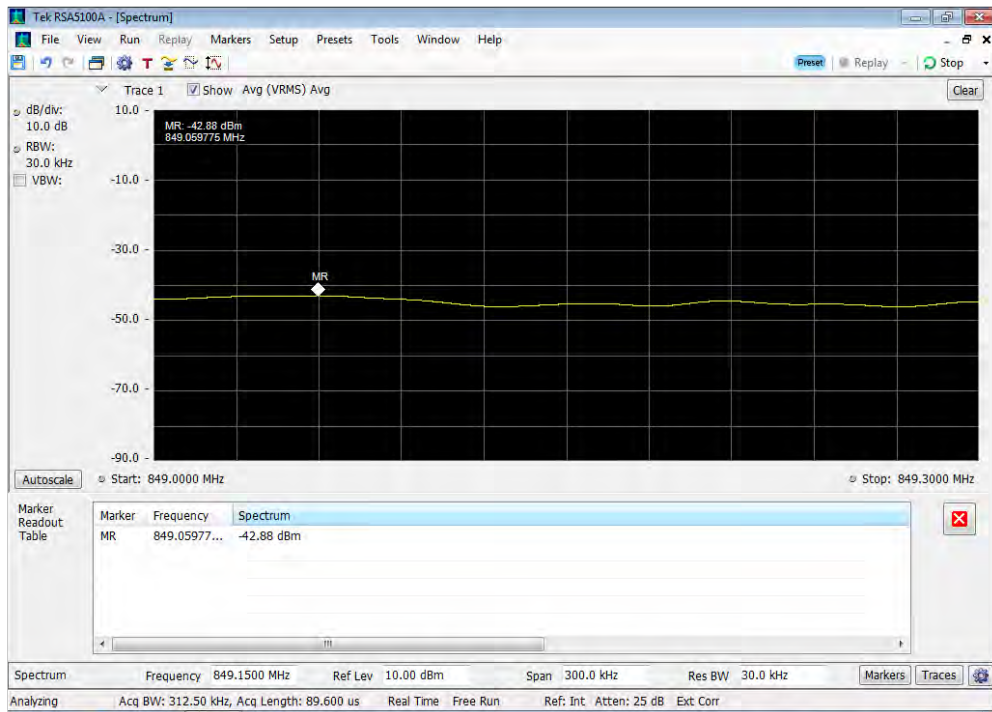 Tek RSA5100A - [Spectrum]
File View Run Replay Markers Setup Presets Tools Window Help
Preset Replay Stop
Trace 1 Show Avg (VRMS) Avg Clear
dB/div:
10.0 dB
RBW:
30.0 kHz
VBW:
10.0
-10.0
-30.0
-50.0
-70.0
-90.0
MR: -42.88 dBm
849.059775 MHz
MR
Autoscale Start: 849.0000 MHz Stop: 849.3000 MHz
Marker
Readout
Table
Marker Frequency Spectrum
MR 849.05977... -42.88 dBm
Spectrum Frequency 849.1500 MHz Ref Lev 10.00 dBm Span 300.0 kHz Res BW 30.0 kHz Markers Traces
Analyzing Acq BW: 312.50 kHz, Acq Length: 89.600 us Real Time Free Run Ref: Int Atten: 25 dB Ext Corr